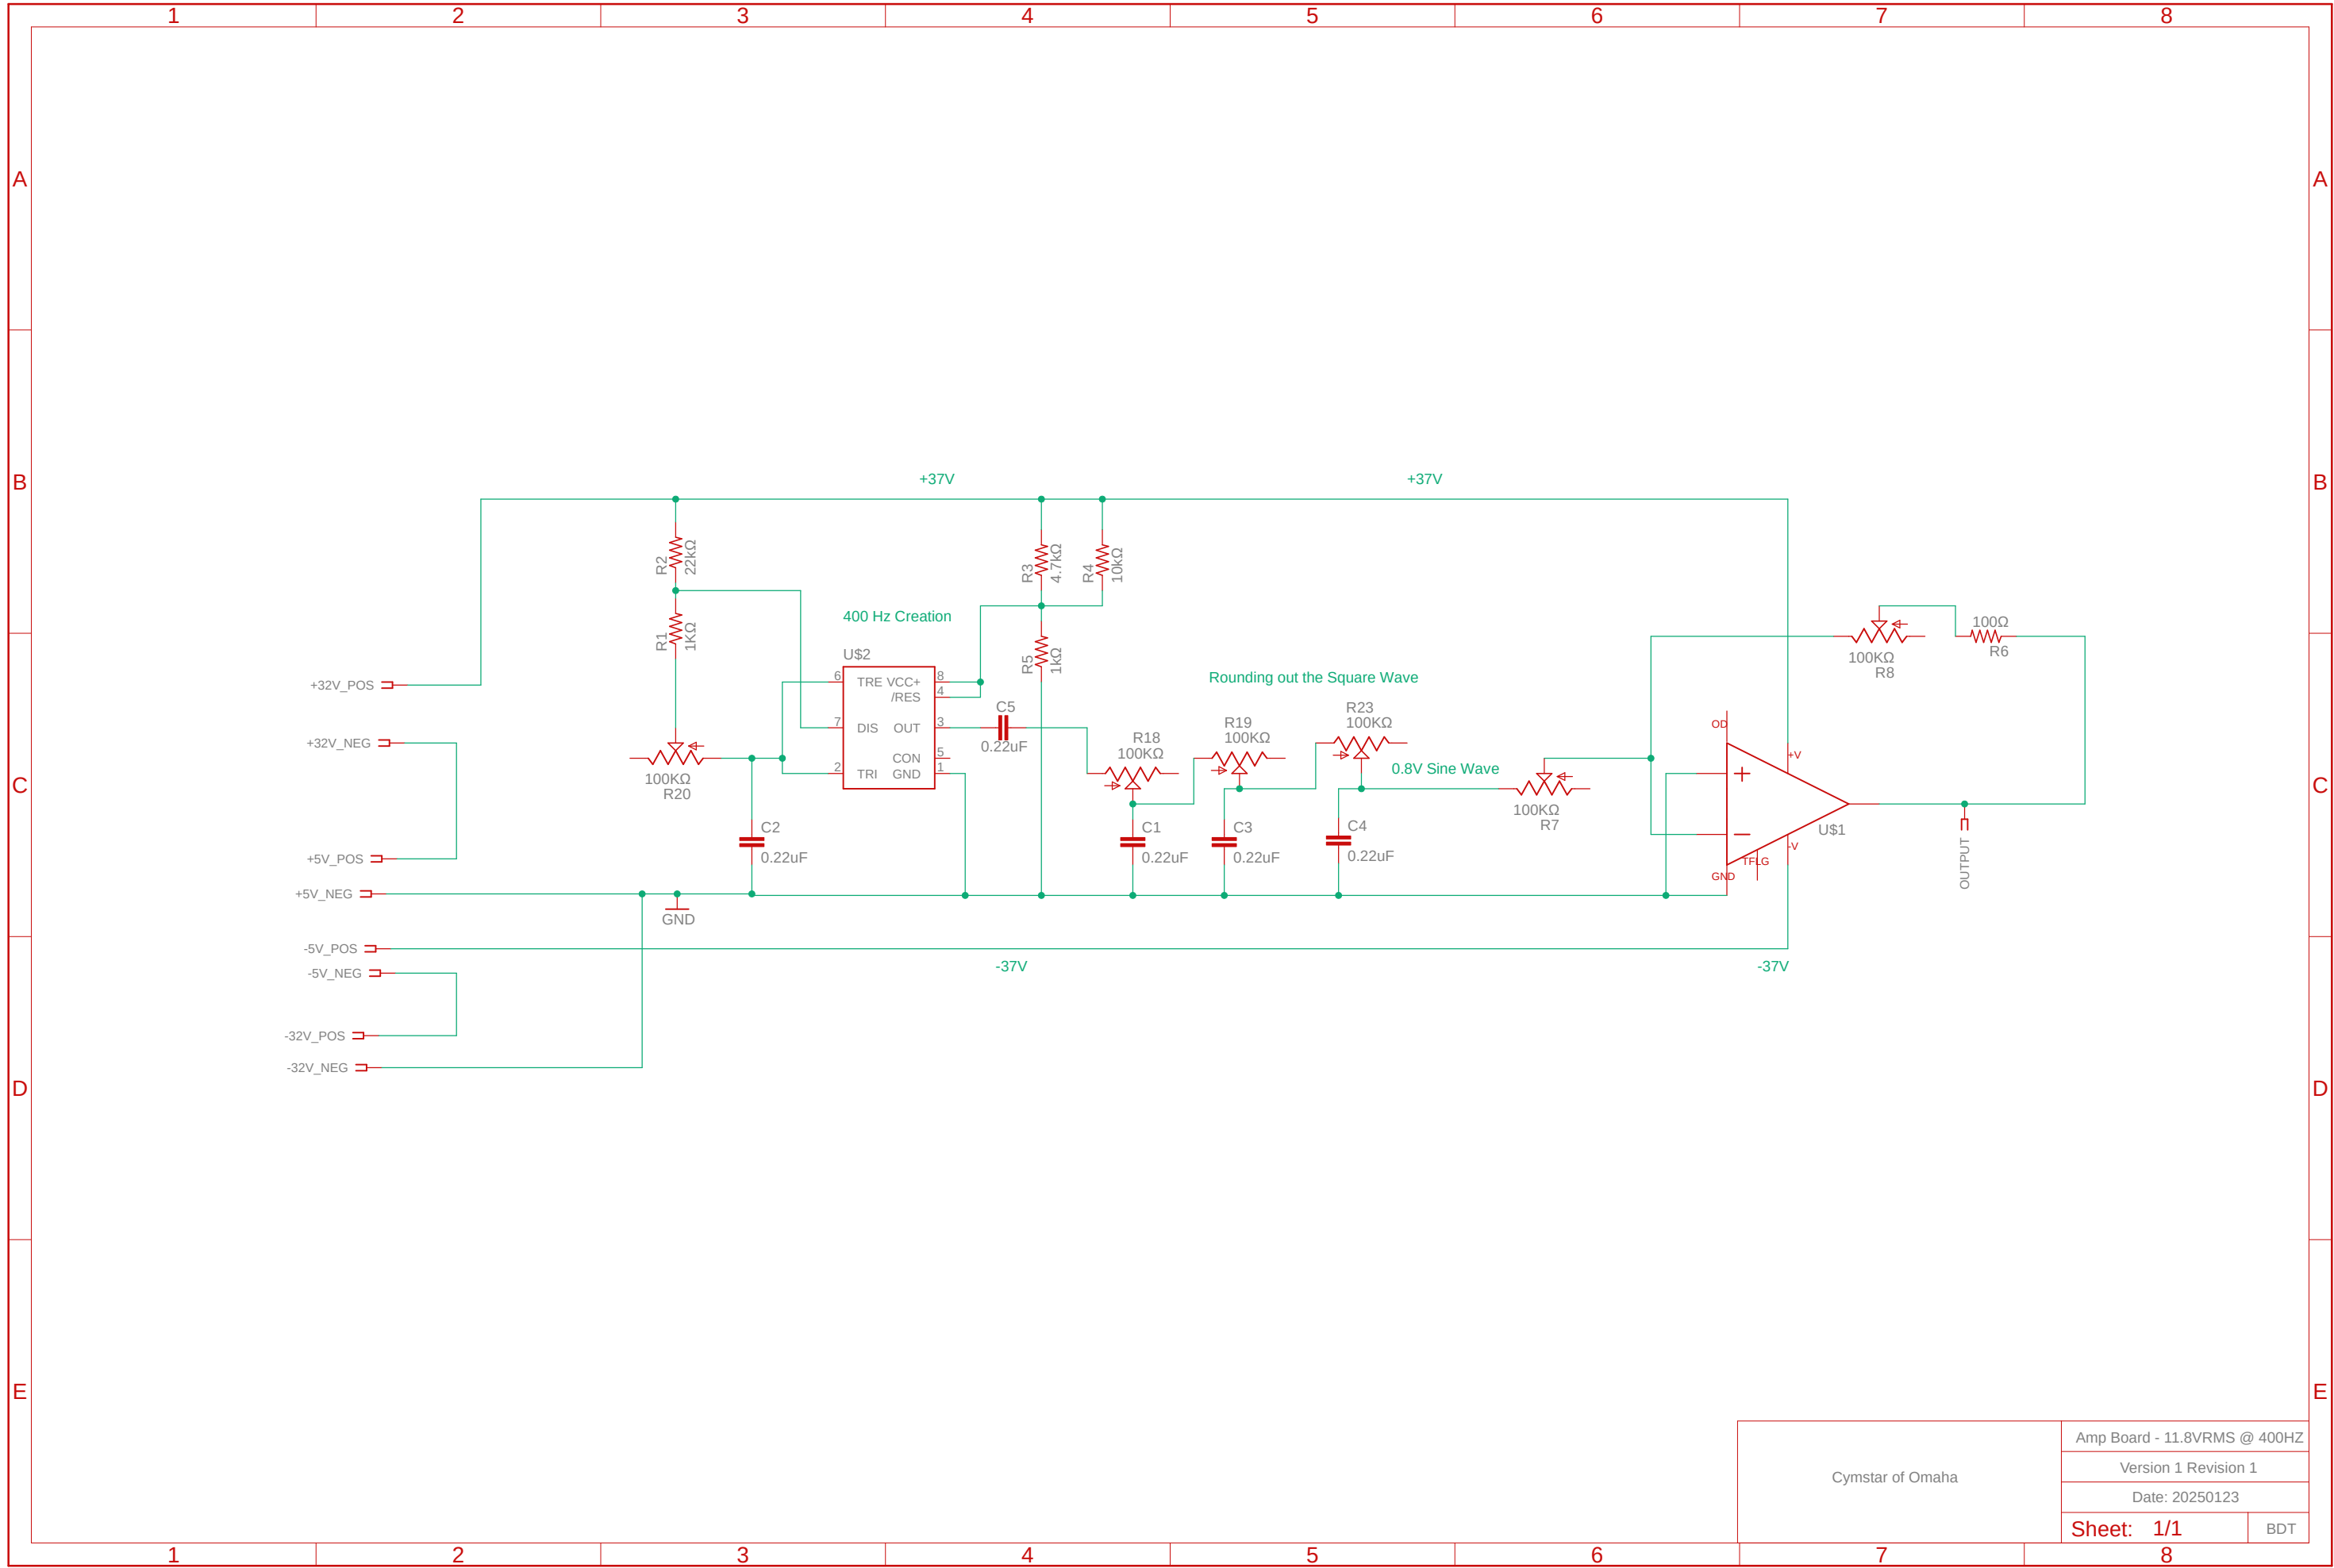 1 2 3 4 5 6 7 8
A A
B B
+37V +37V
R2 22kΩ
R3 4.7kΩ
R4 10kΩ
400 Hz Creation
R1 1KΩ
R5 1kΩ
100Ω
R6
100KΩ
R8
U$2
6 TRE VCC+ 8
/RES 4
7 DIS OUT 3
CON 5
2 TRI GND 1
+32V_POS
Rounding out the Square Wave
C5
0.22uF
R18
100KΩ
R19
100KΩ
R23
100KΩ
0.8V Sine Wave
+32V_NEG
100KΩ
R20
C C
100KΩ
R7
OD
+V
-V
TFLG
GND
U$1
OUTPUT
C2
0.22uF
C1
0.22uF
C3
0.22uF
C4
0.22uF
+5V_POS
+5V_NEG
GND
-5V_POS
-5V_NEG
-37V -37V
-32V_POS
-32V_NEG
D D
E E
Cymstar of Omaha
Amp Board - 11.8VRMS @ 400HZ
Version 1 Revision 1
Date: 20250123
Sheet: 1/1 BDT
1 2 3 4 5 6 7 8